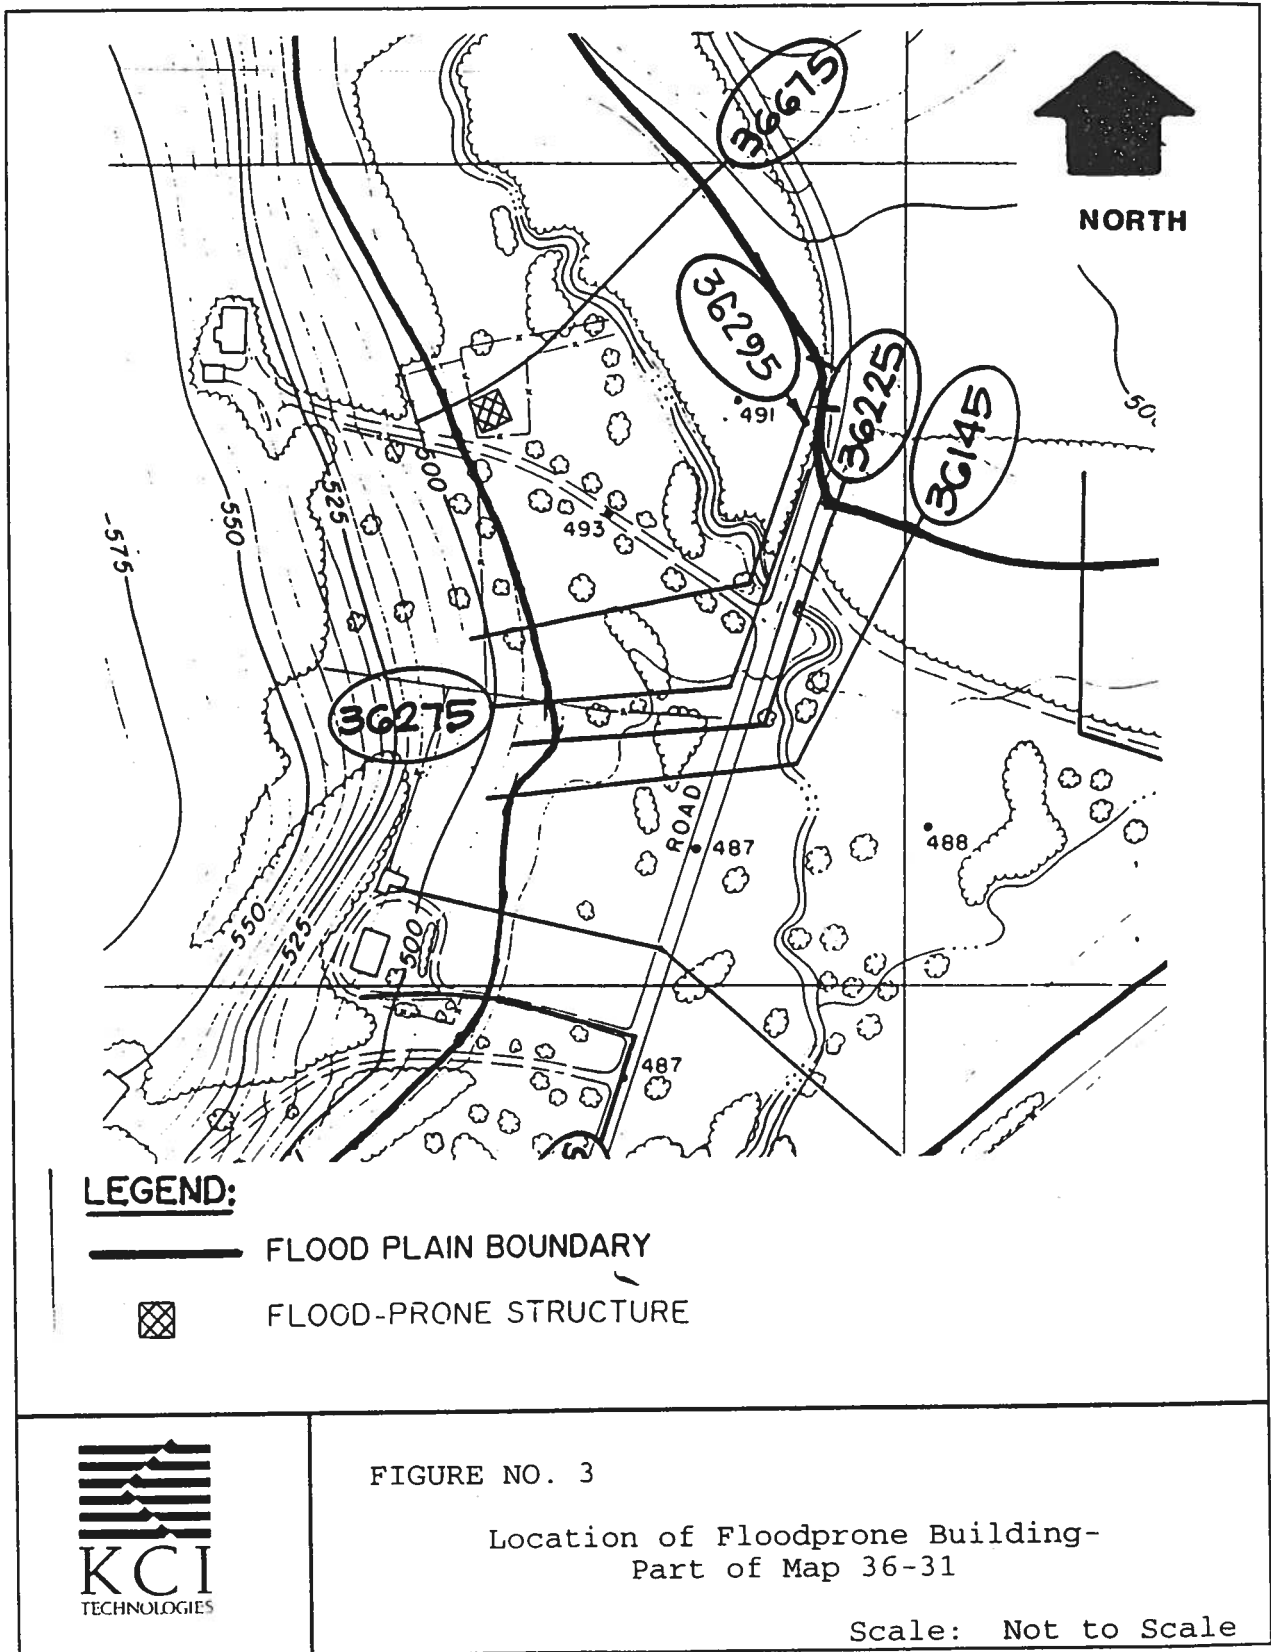 36675
NORTH
36295
36225
36145
491
500
525
550
575
493
36275
ROAD
487
488
550
525
500
487
LEGEND:
FLOOD PLAIN BOUNDARY
FLOOD-PRONE STRUCTURE
KCI
TECHNOLOGIES
FIGURE NO. 3
Location of Floodprone Building-
Part of Map 36-31
Scale: Not to Scale